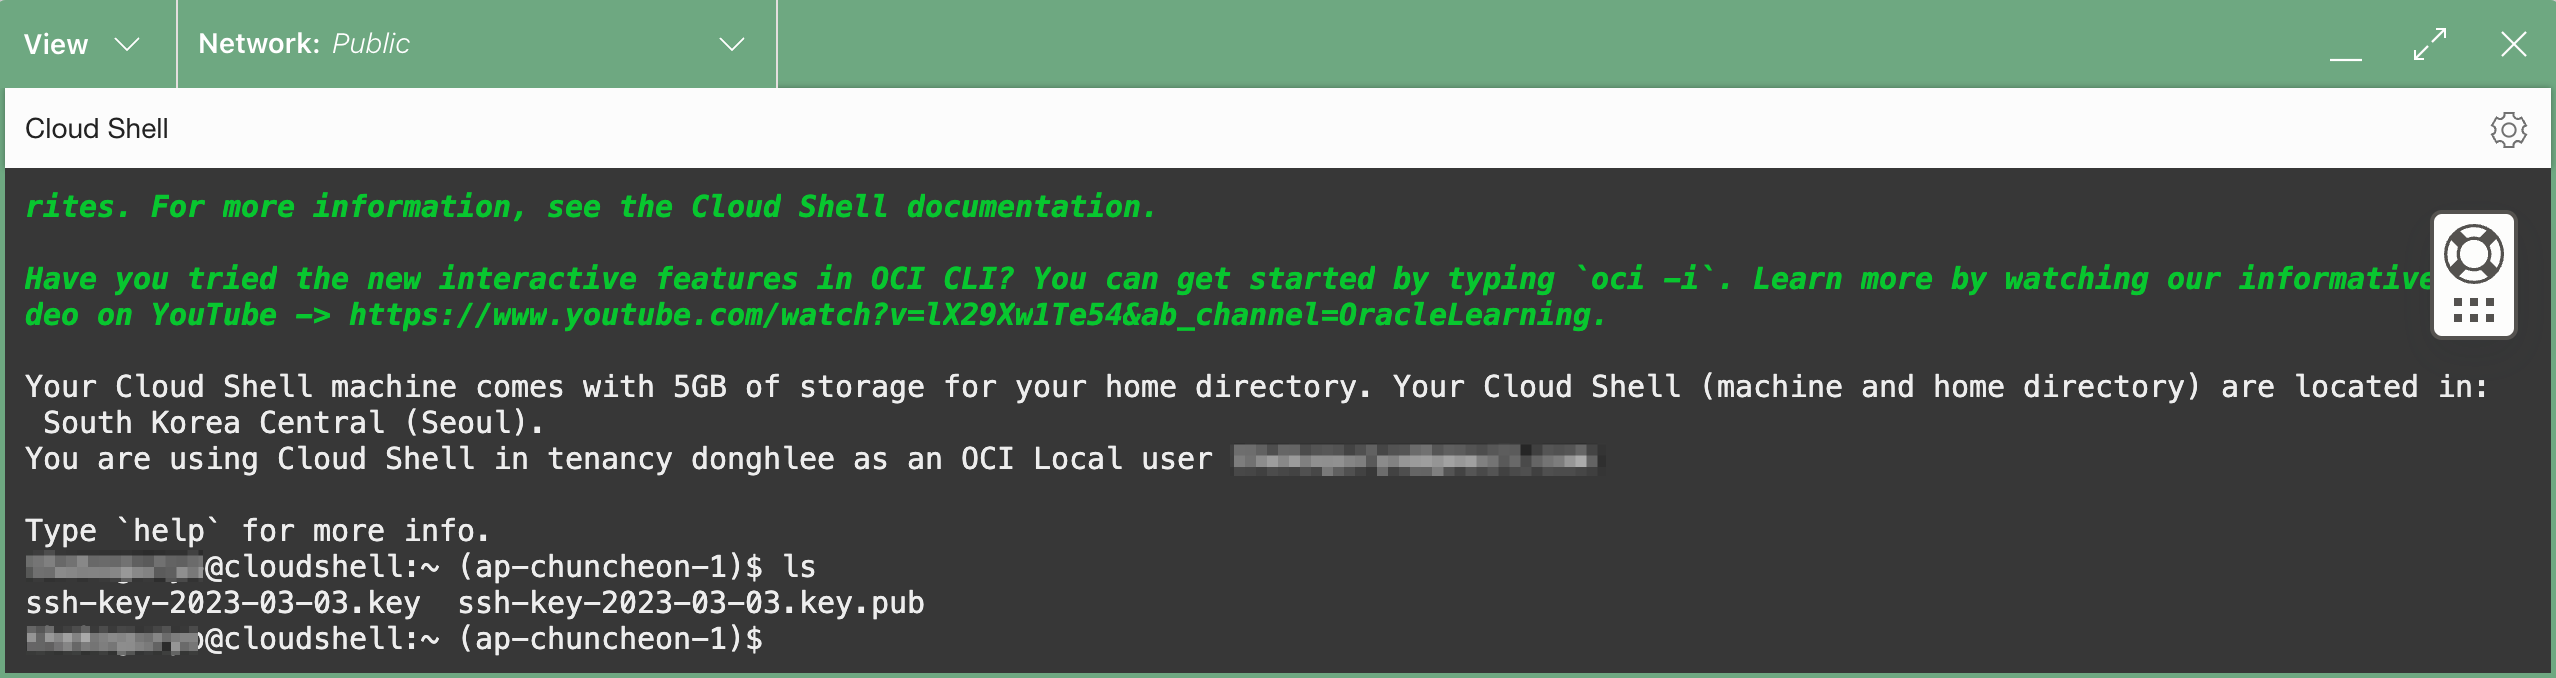 View
Network: Public
Cloud Shell
rites. For more information, see the Cloud Shell documentation.
Have you tried the new interactive features in OCI CLI? You can get started by typing `oci -i`. Learn more by watching our informative
deo on YouTube -> https://www.youtube.com/watch?v=lX29Xw1Te54&ab_channel=OracleLearning.
Your Cloud Shell machine comes with 5GB of storage for your home directory. Your Cloud Shell (machine and home directory) are located in:
South Korea Central (Seoul).
You are using Cloud Shell in tenancy donghlee as an OCI Local user
Type `help` for more info.
@cloudshell:~ (ap-chuncheon-1)$ ls
ssh-key-2023-03-03.key  ssh-key-2023-03-03.key.pub
@cloudshell:~ (ap-chuncheon-1)$